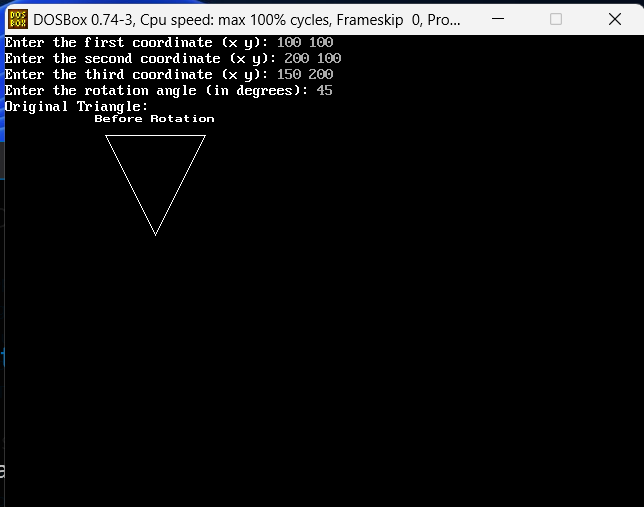 DOS
BOX
DOSBox 0.74-3, Cpu speed: max 100% cycles, Frameskip 0, Pro...
Enter the first coordinate (x y): 100 100
Enter the second coordinate (x y): 200 100
Enter the third coordinate (x y): 150 200
Enter the rotation angle (in degrees): 45
Original Triangle:
Before Rotation